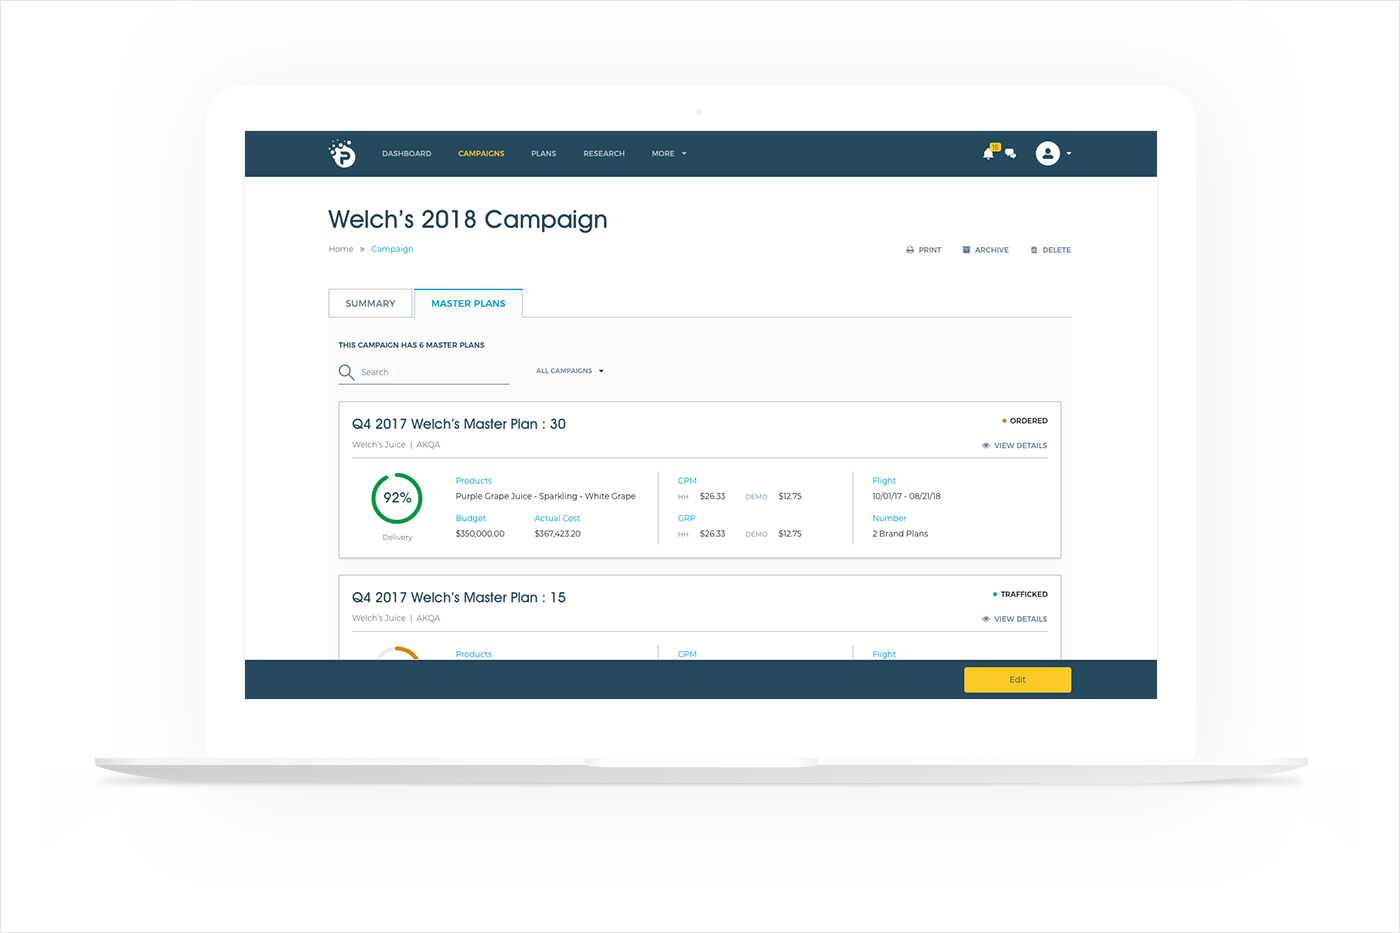 P DASHBOARD CAMPAIGNS PLANS RESEARCH MORE 15
Welch's 2018 Campaign
Home » Campaign PRINT ARCHIVE DELETE
SUMMARY MASTER PLANS
THIS CAMPAIGN HAS 6 MASTER PLANS
Search ALL CAMPAIGNS
Q4 2017 Welch's Master Plan : 30 ORDERED
Welch's Juice | AKQA VIEW DETAILS
Products CPM Flight
92% Purple Grape Juice - Sparkling - White Grape HH $26.33 DEMO $12.75 10/01/17 - 08/21/18
Budget Actual Cost GRP Number
Delivery $350,000.00 $367,423.20 HH $26.33 DEMO $12.75 2 Brand Plans
Q4 2017 Welch's Master Plan : 15 TRAFFICKED
Welch's Juice | AKQA VIEW DETAILS
Products CPM Flight
Edit